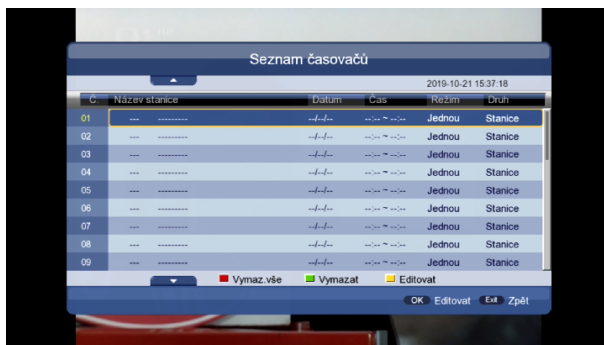 Seznam časovačů
2019-10-21 15:37:18
Č. Název stanice Datum Čas Režim Druh
01 --- --------- --/--/-- --:-- ~ --:-- Jednou Stanice
02 --- --------- --/--/-- --:-- ~ --:-- Jednou Stanice
03 --- --------- --/--/-- --:-- ~ --:-- Jednou Stanice
04 --- --------- --/--/-- --:-- ~ --:-- Jednou Stanice
05 --- --------- --/--/-- --:-- ~ --:-- Jednou Stanice
06 --- --------- --/--/-- --:-- ~ --:-- Jednou Stanice
07 --- --------- --/--/-- --:-- ~ --:-- Jednou Stanice
08 --- --------- --/--/-- --:-- ~ --:-- Jednou Stanice
09 --- --------- --/--/-- --:-- ~ --:-- Jednou Stanice
Vymaz.vše Vymazat Editovat
OK Editovat Exit Zpět